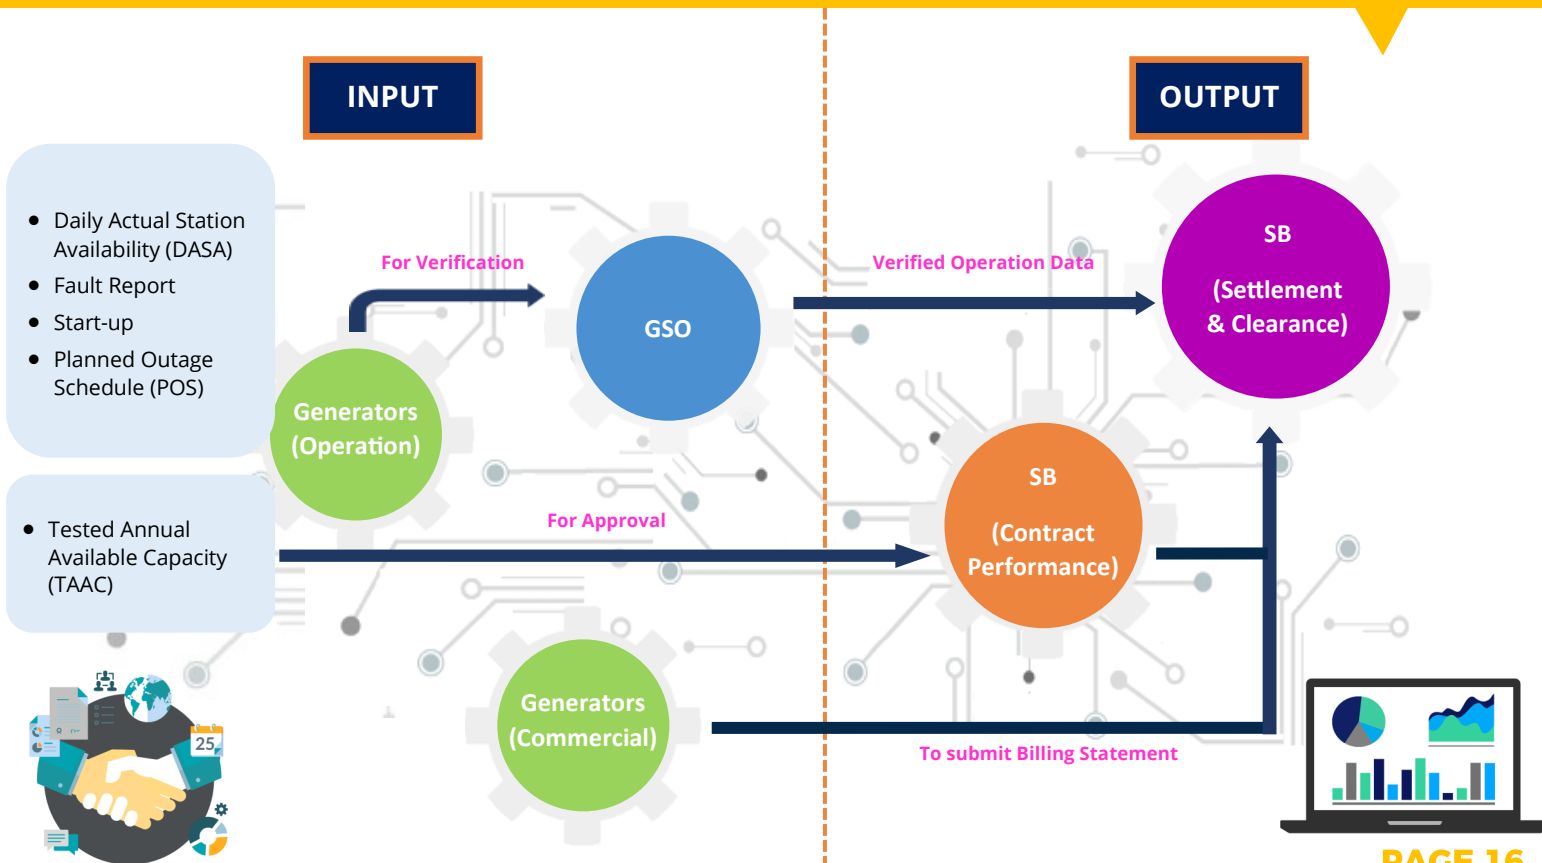 INPUT
OUTPUT
• Daily Actual Station
Availability (DASA)
• Fault Report
• Start-up
• Planned Outage
Schedule (POS)
• Tested Annual
Available Capacity
(TAAC)
For Verification
Generators
(Operation)
GSO
Verified Operation Data
SB
(Settlement
& Clearance)
For Approval
SB
(Contract
Performance)
Generators
(Commercial)
To submit Billing Statement
25
PAGE 16